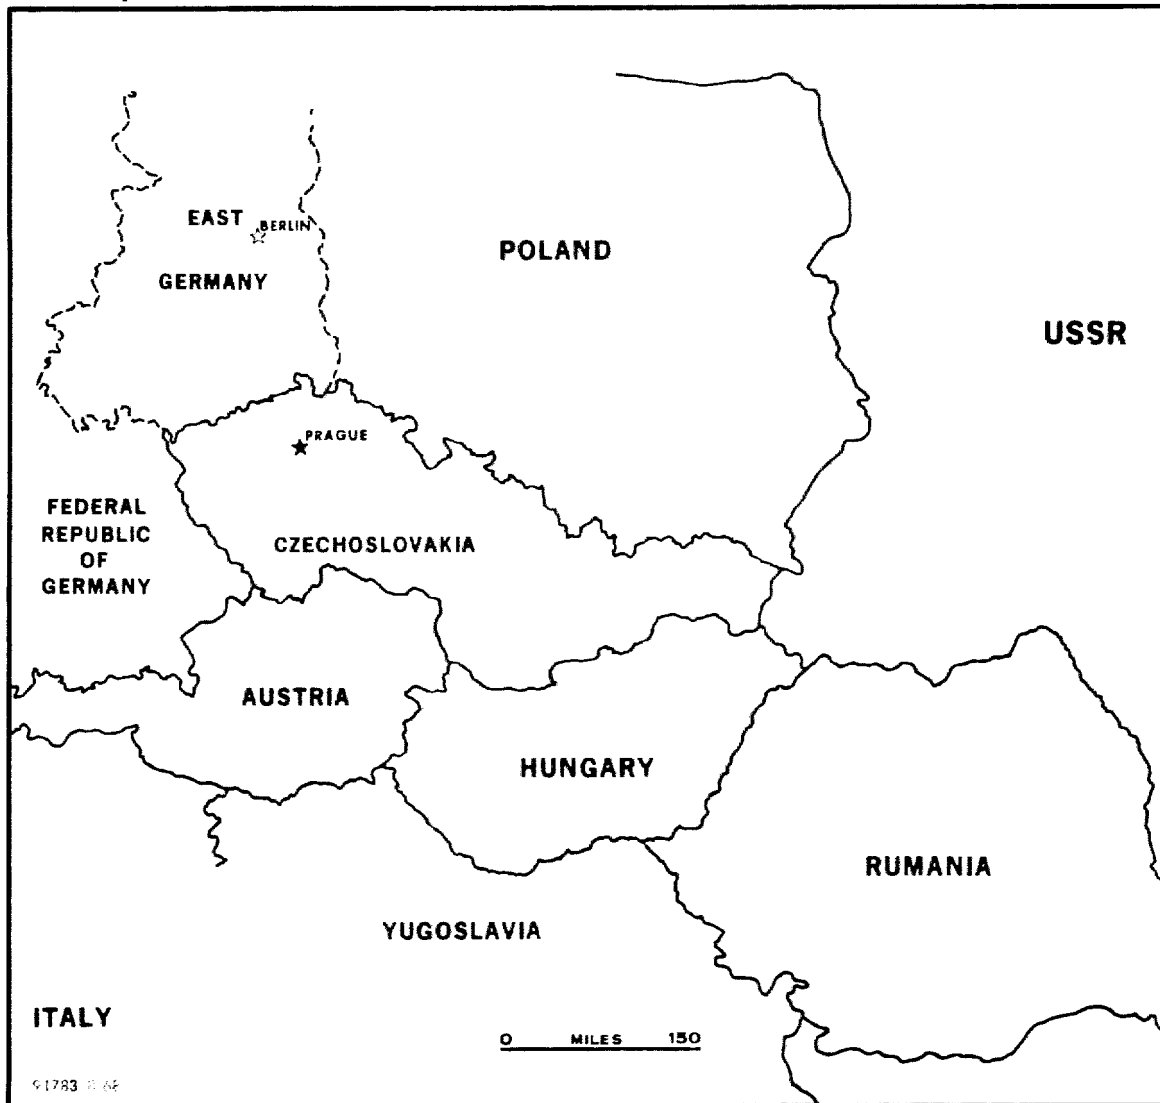 EAST
BERLIN
GERMANY
POLAND
USSR
PRAGUE
FEDERAL
REPUBLIC
OF
GERMANY
CZECHOSLOVAKIA
AUSTRIA
HUNGARY
RUMANIA
YUGOSLAVIA
ITALY
0 MILES 150
91783